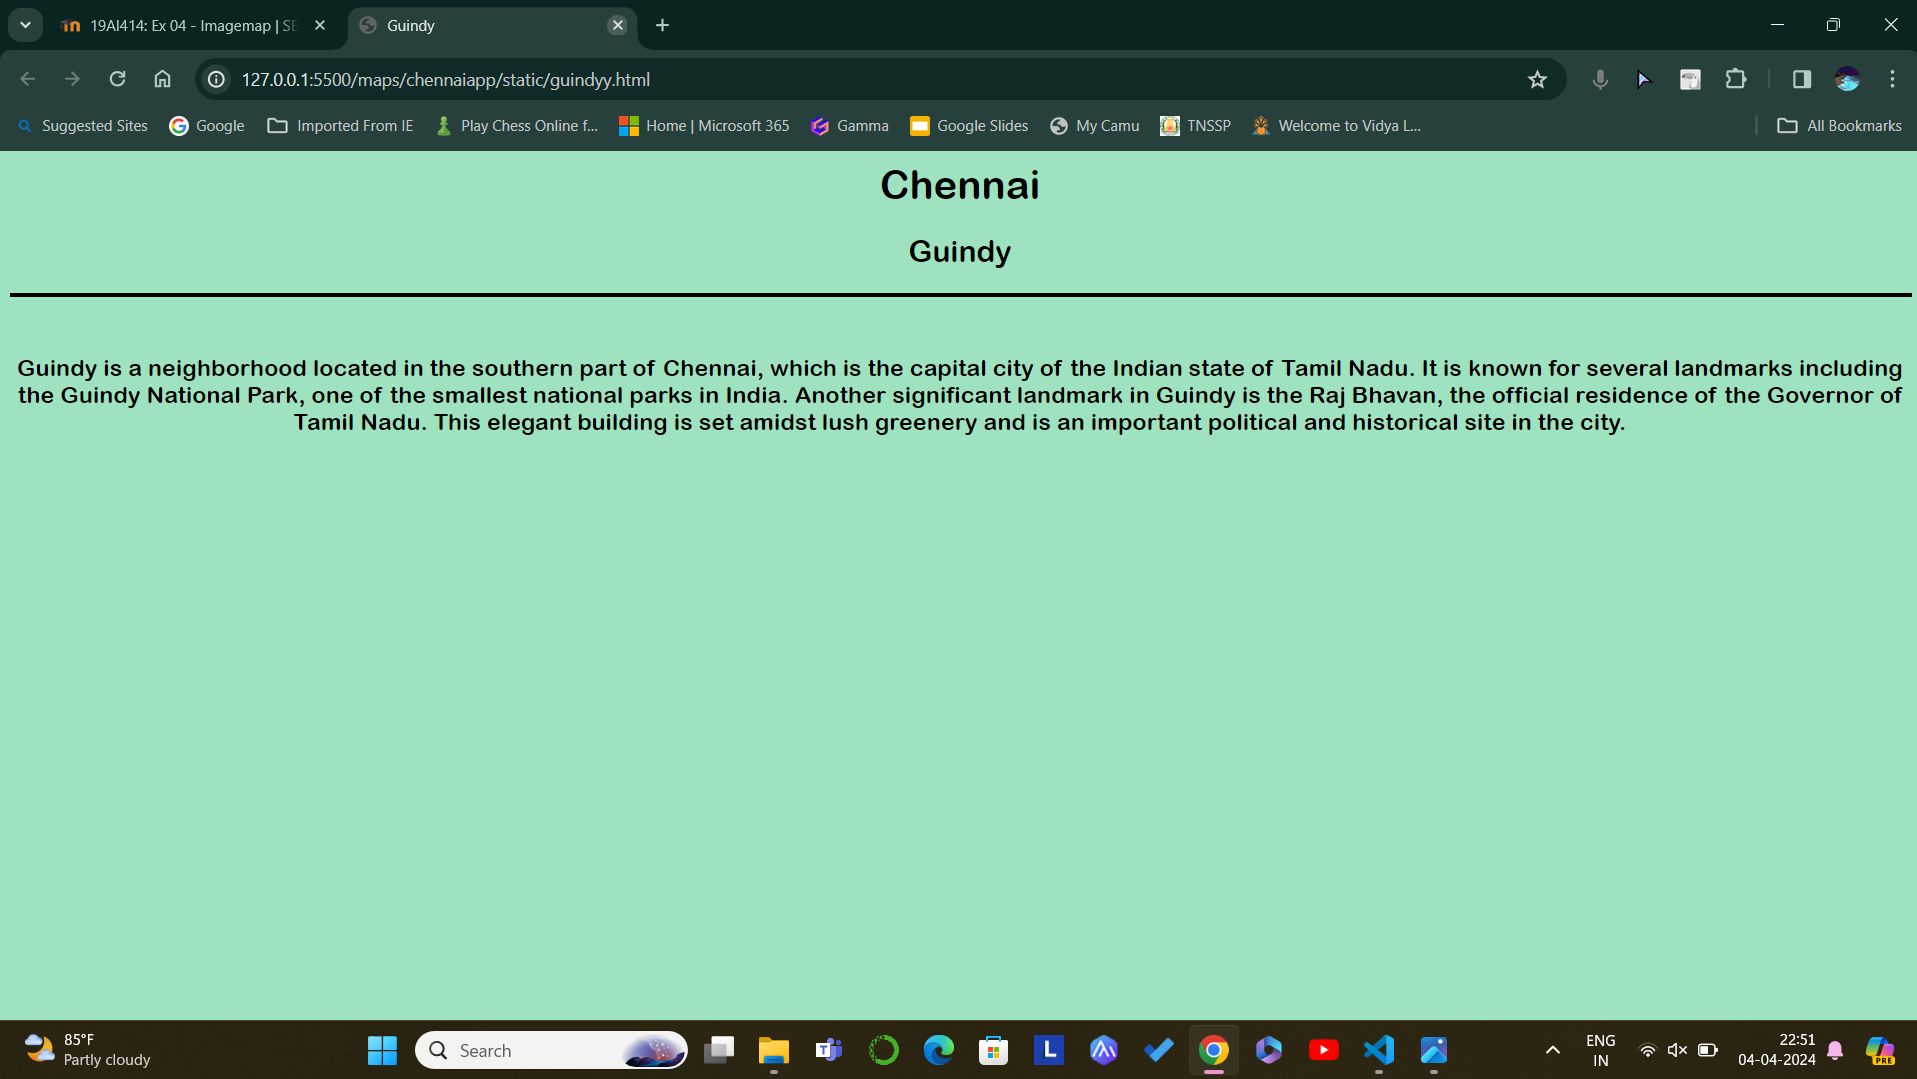 19AI414: Ex 04 - Imagemap | SE
Guindy
127.0.0.1:5500/maps/chennaiapp/static/guindyy.html
Suggested Sites
Google
Imported From IE
Play Chess Online f...
Home | Microsoft 365
Gamma
Google Slides
My Camu
TNSSP
Welcome to Vidya L...
All Bookmarks
Chennai
Guindy
Guindy is a neighborhood located in the southern part of Chennai, which is the capital city of the Indian state of Tamil Nadu. It is known for several landmarks including
the Guindy National Park, one of the smallest national parks in India. Another significant landmark in Guindy is the Raj Bhavan, the official residence of the Governor of
Tamil Nadu. This elegant building is set amidst lush greenery and is an important political and historical site in the city.
85°F
Partly cloudy
Search
L
ENG
IN
22:51
04-04-2024
PRE